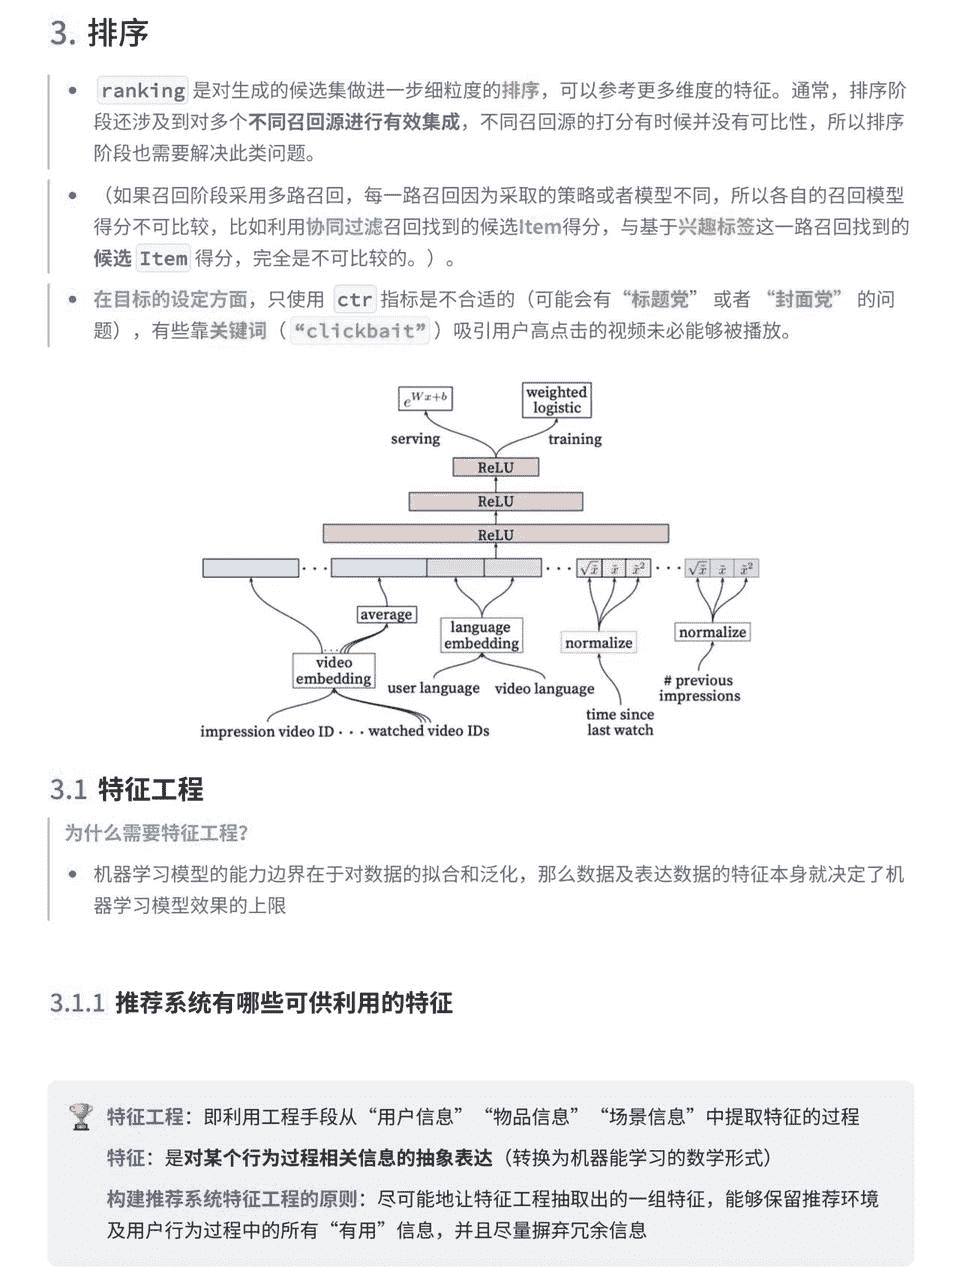 3. 排序
ranking 是对生成的候选集做进一步细粒度的排序，可以参考更多维度的特征。通常，排序阶
段还涉及到对多个不同召回源进行有效集成，不同召回源的打分有时候并没有可比性，所以排序
阶段也需要解决此类问题。
（如果召回阶段采用多路召回，每一路召回因为采取的策略或者模型不同，所以各自的召回模型
得分不可比较，比如利用协同过滤召回找到的候选Item得分，与基于兴趣标签这一路召回找到的
候选 Item 得分，完全是不可比较的。）。
在目标的设定方面，只使用 ctr 指标是不合适的（可能会有“标题党” 或者 “封面党” 的问
题），有些靠关键词（ “clickbait” ）吸引用户高点击的视频未必能够被播放。
e^{Wx+b}
weighted
logistic
serving
training
ReLU
ReLU
ReLU
· · ·
· · ·
√x̃ x̃ x̃²
· · ·
√x̃ x̃ x̃²
average
language
embedding
normalize
normalize
· · ·
video
embedding
user language
video language
# previous
impressions
time since
last watch
impression video ID · · · watched video IDs
3.1 特征工程
为什么需要特征工程？
机器学习模型的能力边界在于对数据的拟合和泛化，那么数据及表达数据的特征本身就决定了机
器学习模型效果的上限
3.1.1 推荐系统有哪些可供利用的特征
特征工程：即利用工程手段从“用户信息” “物品信息” “场景信息”中提取特征的过程
特征：是对某个行为过程相关信息的抽象表达（转换为机器能学习的数学形式）
构建推荐系统特征工程的原则：尽可能地让特征工程抽取出的一组特征，能够保留推荐环境
及用户行为过程中的所有“有用”信息，并且尽量摒弃冗余信息